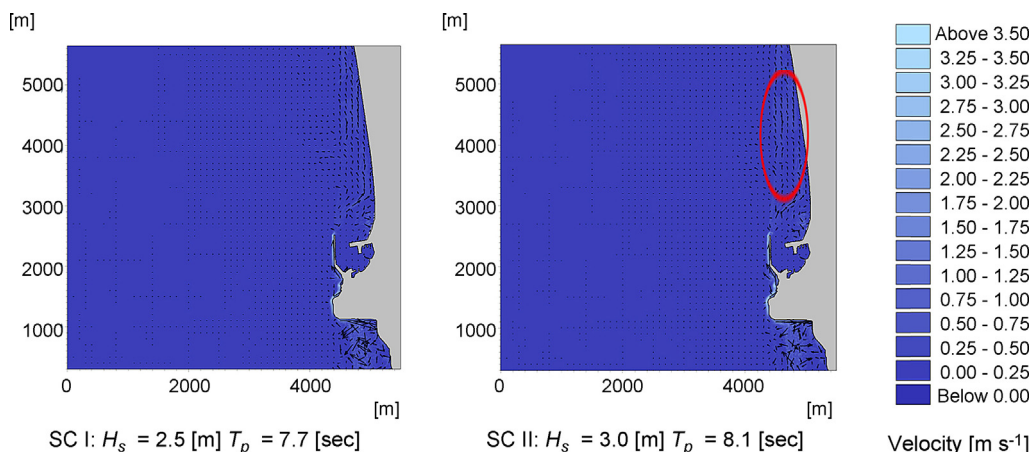 [m]
5000
4000
3000
2000
1000
0 2000 4000
[m]
SC I: Hs = 2.5 [m] Tp = 7.7 [sec]
[m]
5000
4000
3000
2000
1000
0 2000 4000
[m]
SC II: Hs = 3.0 [m] Tp = 8.1 [sec]
Above 3.50
3.25 - 3.50
3.00 - 3.25
2.75 - 3.00
2.50 - 2.75
2.25 - 2.50
2.00 - 2.25
1.75 - 2.00
1.50 - 1.75
1.25 - 1.50
1.00 - 1.25
0.75 - 1.00
0.50 - 0.75
0.25 - 0.50
0.00 - 0.25
Below 0.00
Velocity [m s-1]